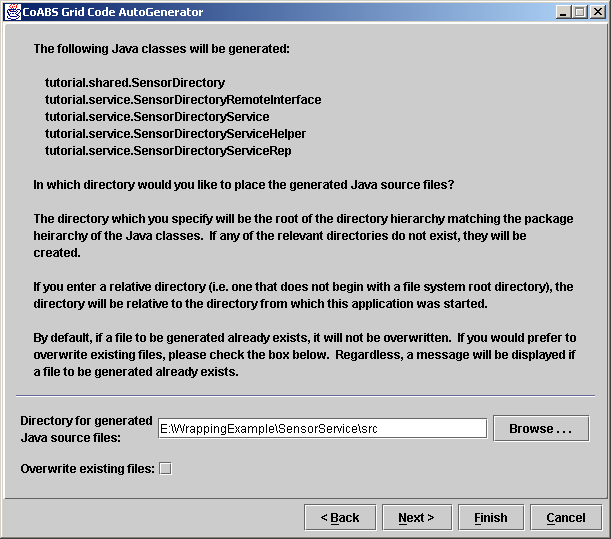 CoABS Grid Code AutoGenerator
The following Java classes will be generated:
tutorial.shared.SensorDirectory
tutorial.service.SensorDirectoryRemoteInterface
tutorial.service.SensorDirectoryService
tutorial.service.SensorDirectoryServiceHelper
tutorial.service.SensorDirectoryServiceRep
In which directory would you like to place the generated Java source files?
The directory which you specify will be the root of the directory hierarchy matching the package
heirarchy of the Java classes.  If any of the relevant directories do not exist, they will be
created.
If you enter a relative directory (i.e. one that does not begin with a file system root directory), the
directory will be relative to the directory from which this application was started.
By default, if a file to be generated already exists, it will not be overwritten.  If you would prefer to
overwrite existing files, please check the box below.  Regardless, a message will be displayed if
a file to be generated already exists.
Directory for generated
Java source files:
E:\WrappingExample\SensorService\src
Browse . . .
Overwrite existing files:
< Back
Next >
Finish
Cancel